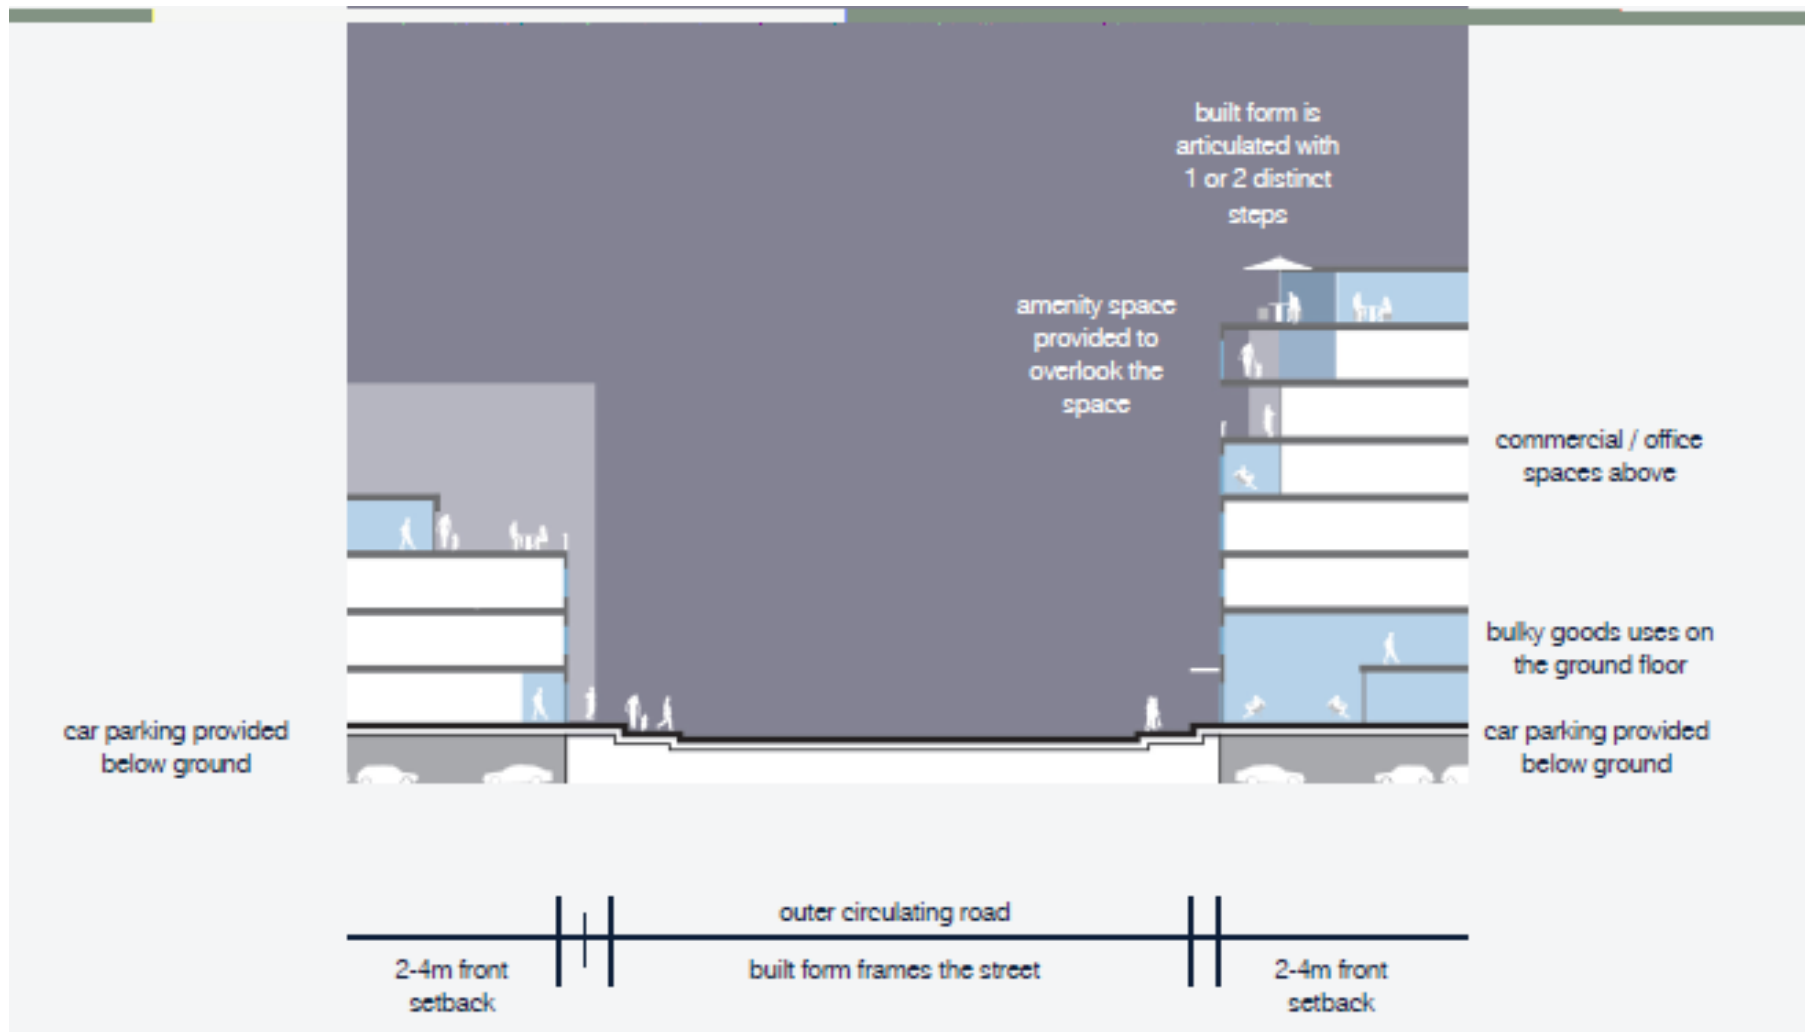 built form is
articulated with
1 or 2 distinct
steps
amenity space
provided to
overlook the
space
commercial / office
spaces above
bulky goods uses on
the ground floor
car parking provided
below ground
car parking provided
below ground
outer circulating road
2-4m front
setback
built form frames the street
2-4m front
setback